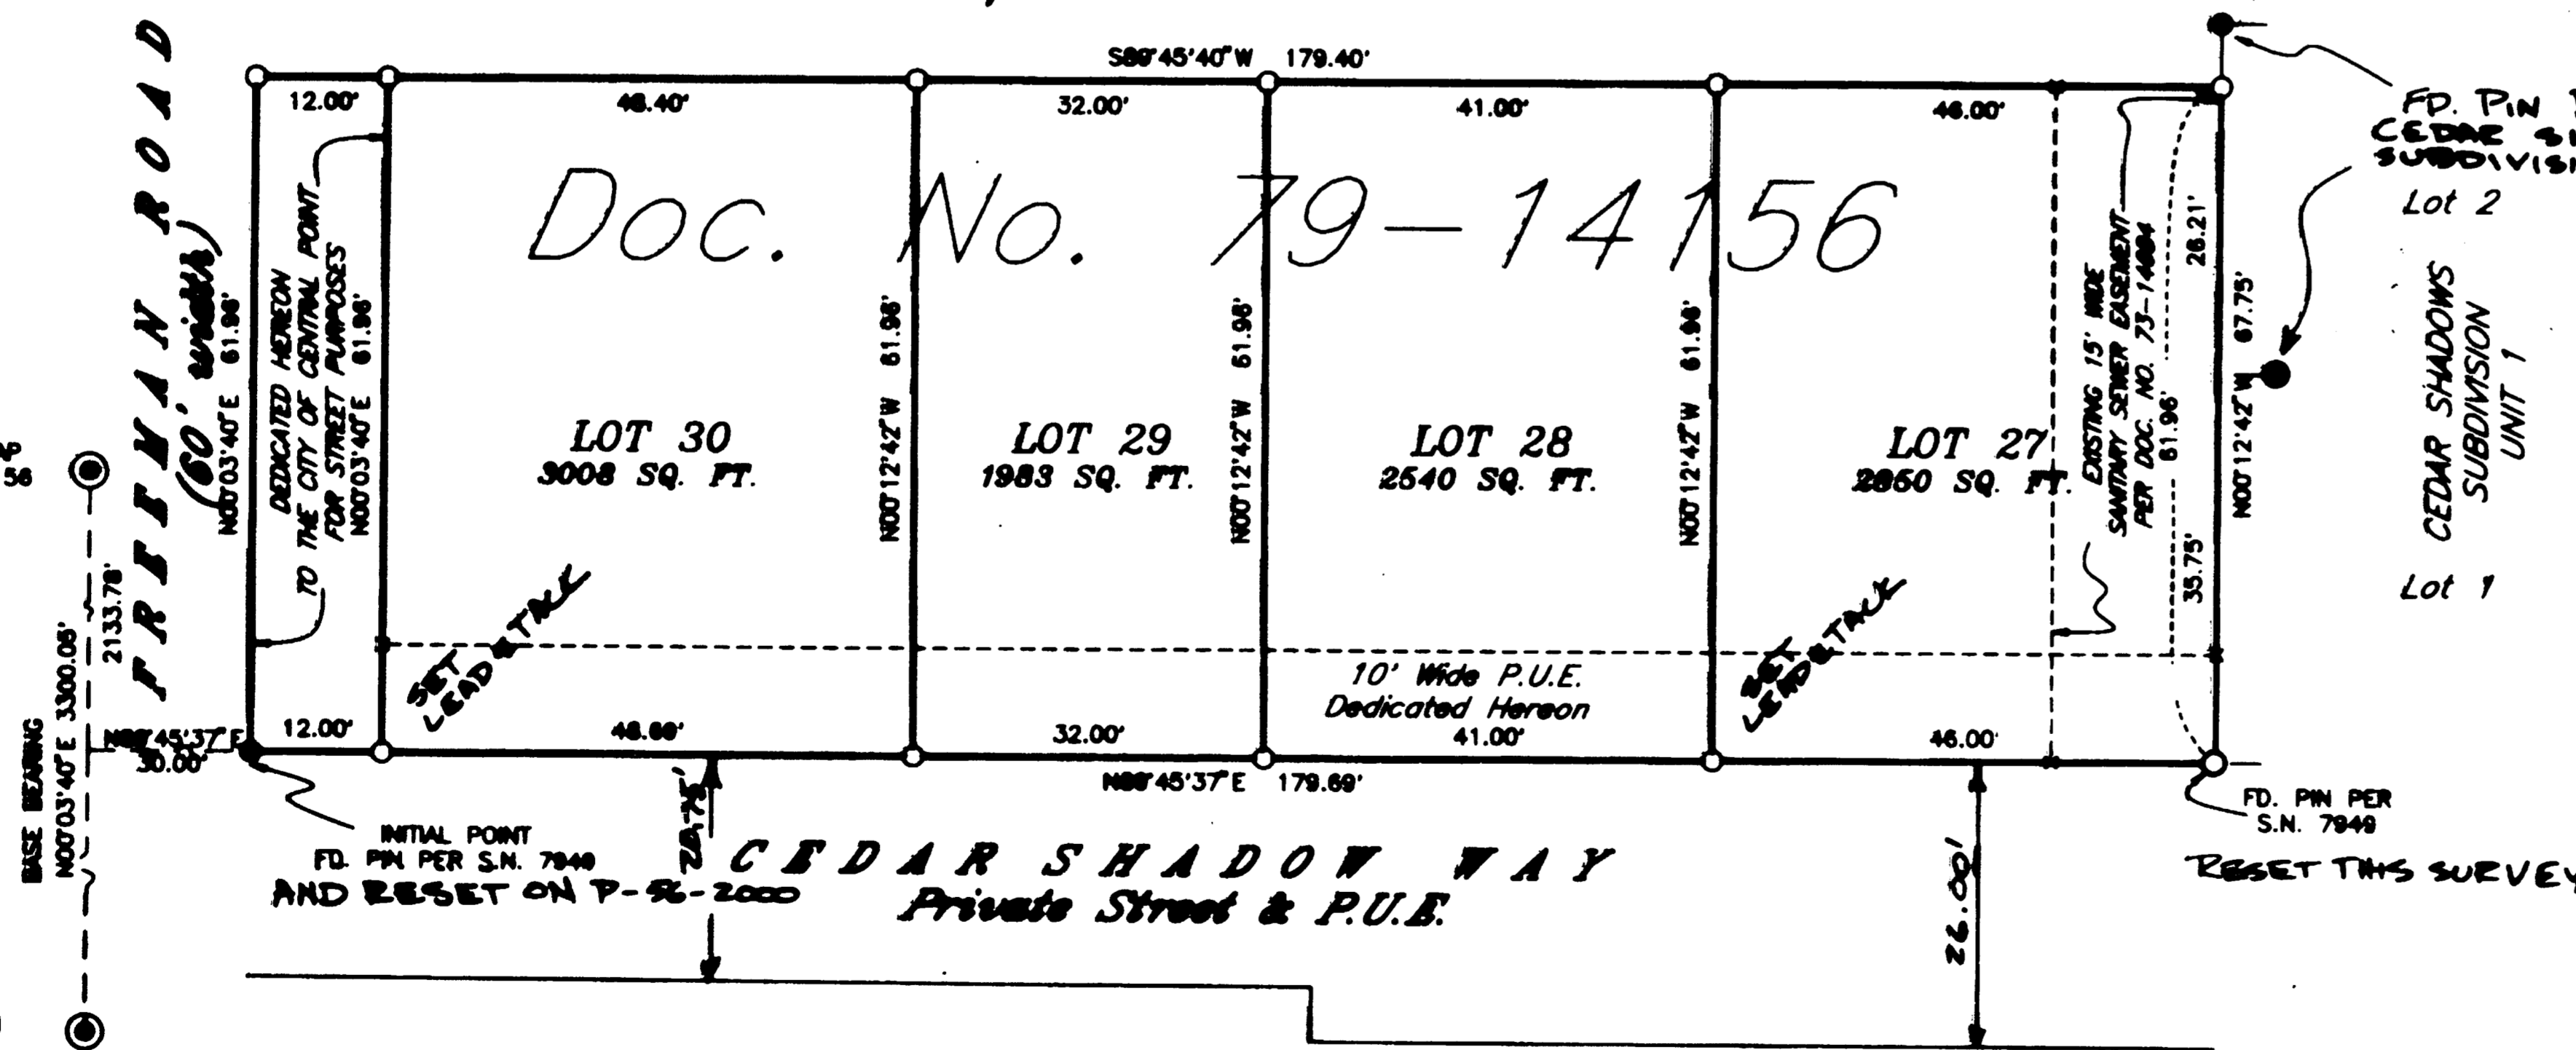 S89°45'40"W 179.40'
12.00'
48.40'
32.00'
41.00'
46.00'
FREEMAN ROAD
(60' width)
N00°03'40"E 61.96'
DEDICATED HEREON
TO THE CITY OF CENTRAL POINT
FOR STREET PURPOSES
N00°03'40"E 61.96'
Doc. No. 79-14156
N00°12'42"W 61.96'
N00°12'42"W 61.96'
N00°12'42"W 61.96'
LOT 30
3008 SQ. FT.
LOT 29
1983 SQ. FT.
LOT 28
2540 SQ. FT.
LOT 27
2850 SQ. FT.
EXISTING 15' WIDE
SANITARY SEWER EASEMENT
PER DOC. NO.
61.96'
26.21'
35.75'
N00°12'42"W 67.75'
FD. PIN
CEDAR
Lot 2
CEDAR SHADOWS
SUBDIVISION
UNIT 1
Lot 1
56
2133.78'
BASE BEARING
N00°03'40"E 3300.05'
N89°45'37"E
30.00'
SET
LEAD & TACK
SET
LEAD & TACK
10' Wide P.U.E.
Dedicated Hereon
12.00'
48.69'
32.00'
41.00'
46.00'
N89°45'37"E 179.69'
INITIAL POINT
FD. PIN PER S.N. 7949
AND RESET ON P-56-2000
20.75'
CEDAR SHADOW WAY
Private Street & P.U.E.
26.00'
FD. PIN PER
S.N. 7949
RESET THIS SURVEY